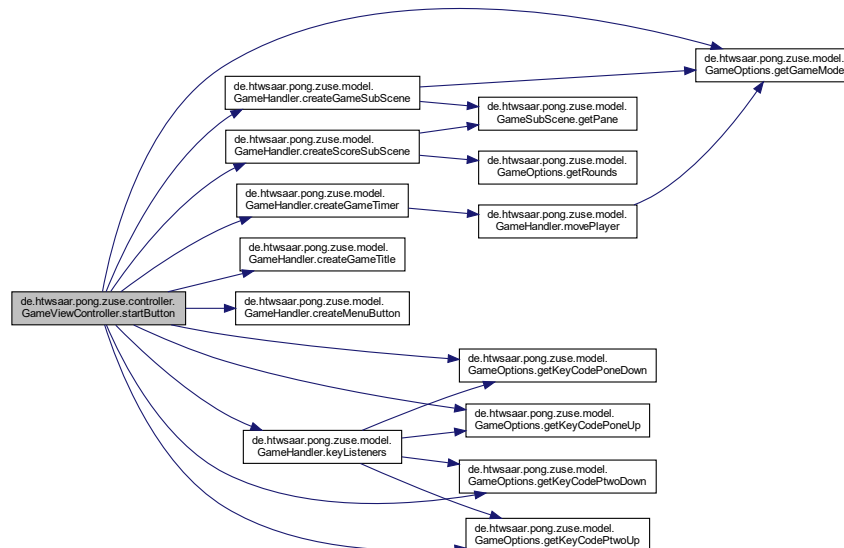 de.htwsaar.pong.zuse.model.
GameOptions.getGameMode
de.htwsaar.pong.zuse.model.
GameHandler.createGameSubScene
de.htwsaar.pong.zuse.model.
GameSubScene.getPane
de.htwsaar.pong.zuse.model.
GameHandler.createScoreSubScene
de.htwsaar.pong.zuse.model.
GameOptions.getRounds
de.htwsaar.pong.zuse.model.
GameHandler.createGameTimer
de.htwsaar.pong.zuse.model.
GameHandler.movePlayer
de.htwsaar.pong.zuse.model.
GameHandler.createGameTitle
de.htwsaar.pong.zuse.controller.
GameViewController.startButton
de.htwsaar.pong.zuse.model.
GameHandler.createMenuButton
de.htwsaar.pong.zuse.model.
GameOptions.getKeyCodePoneDown
de.htwsaar.pong.zuse.model.
GameOptions.getKeyCodePoneUp
de.htwsaar.pong.zuse.model.
GameHandler.keyListeners
de.htwsaar.pong.zuse.model.
GameOptions.getKeyCodePtwoDown
de.htwsaar.pong.zuse.model.
GameOptions.getKeyCodePtwoUp